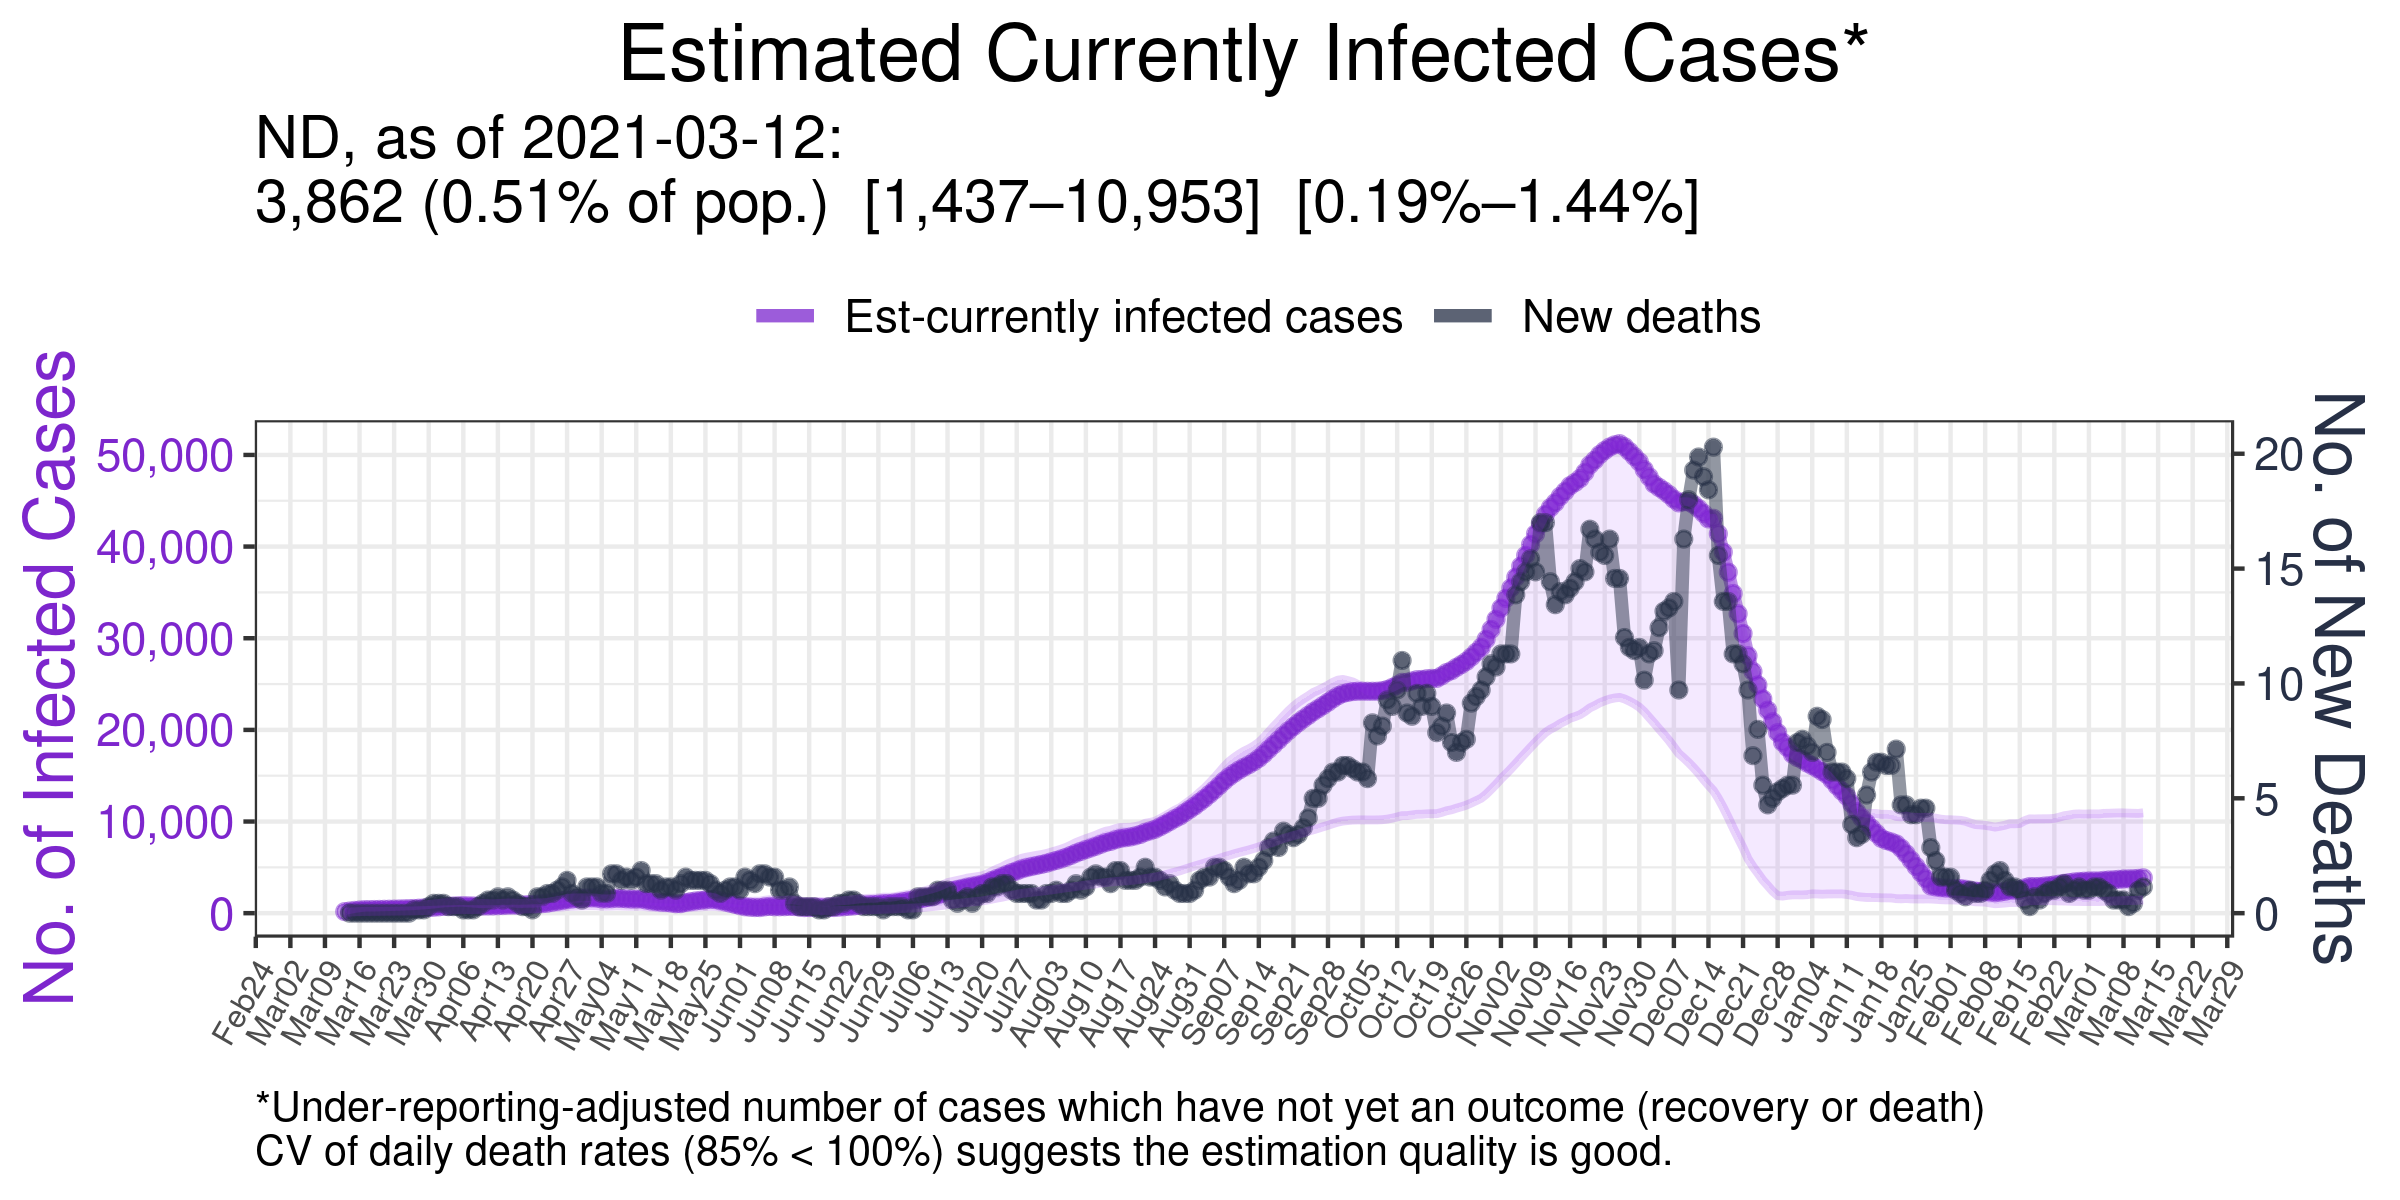 Estimated Currently Infected Cases*
ND, as of 2021-03-12:
3,862 (0.51% of pop.)  [1,437–10,953]  [0.19%–1.44%]
Est-currently infected cases
New deaths
No. of Infected Cases
50,000
40,000
30,000
20,000
10,000
0
20
15
10
5
0
No. of New Deaths
Feb24
Mar02
Mar09
Mar16
Mar23
Mar30
Apr06
Apr13
Apr20
Apr27
May04
May11
May18
May25
Jun01
Jun08
Jun15
Jun22
Jun29
Jul06
Jul13
Jul20
Jul27
Aug03
Aug10
Aug17
Aug24
Aug31
Sep07
Sep14
Sep21
Sep28
Oct05
Oct12
Oct19
Oct26
Nov02
Nov09
Nov16
Nov23
Nov30
Dec07
Dec14
Dec21
Dec28
Jan04
Jan11
Jan18
Jan25
Feb01
Feb08
Feb15
Feb22
Mar01
Mar08
Mar15
Mar22
Mar29
*Under-reporting-adjusted number of cases which have not yet an outcome (recovery or death)
CV of daily death rates (85% < 100%) suggests the estimation quality is good.